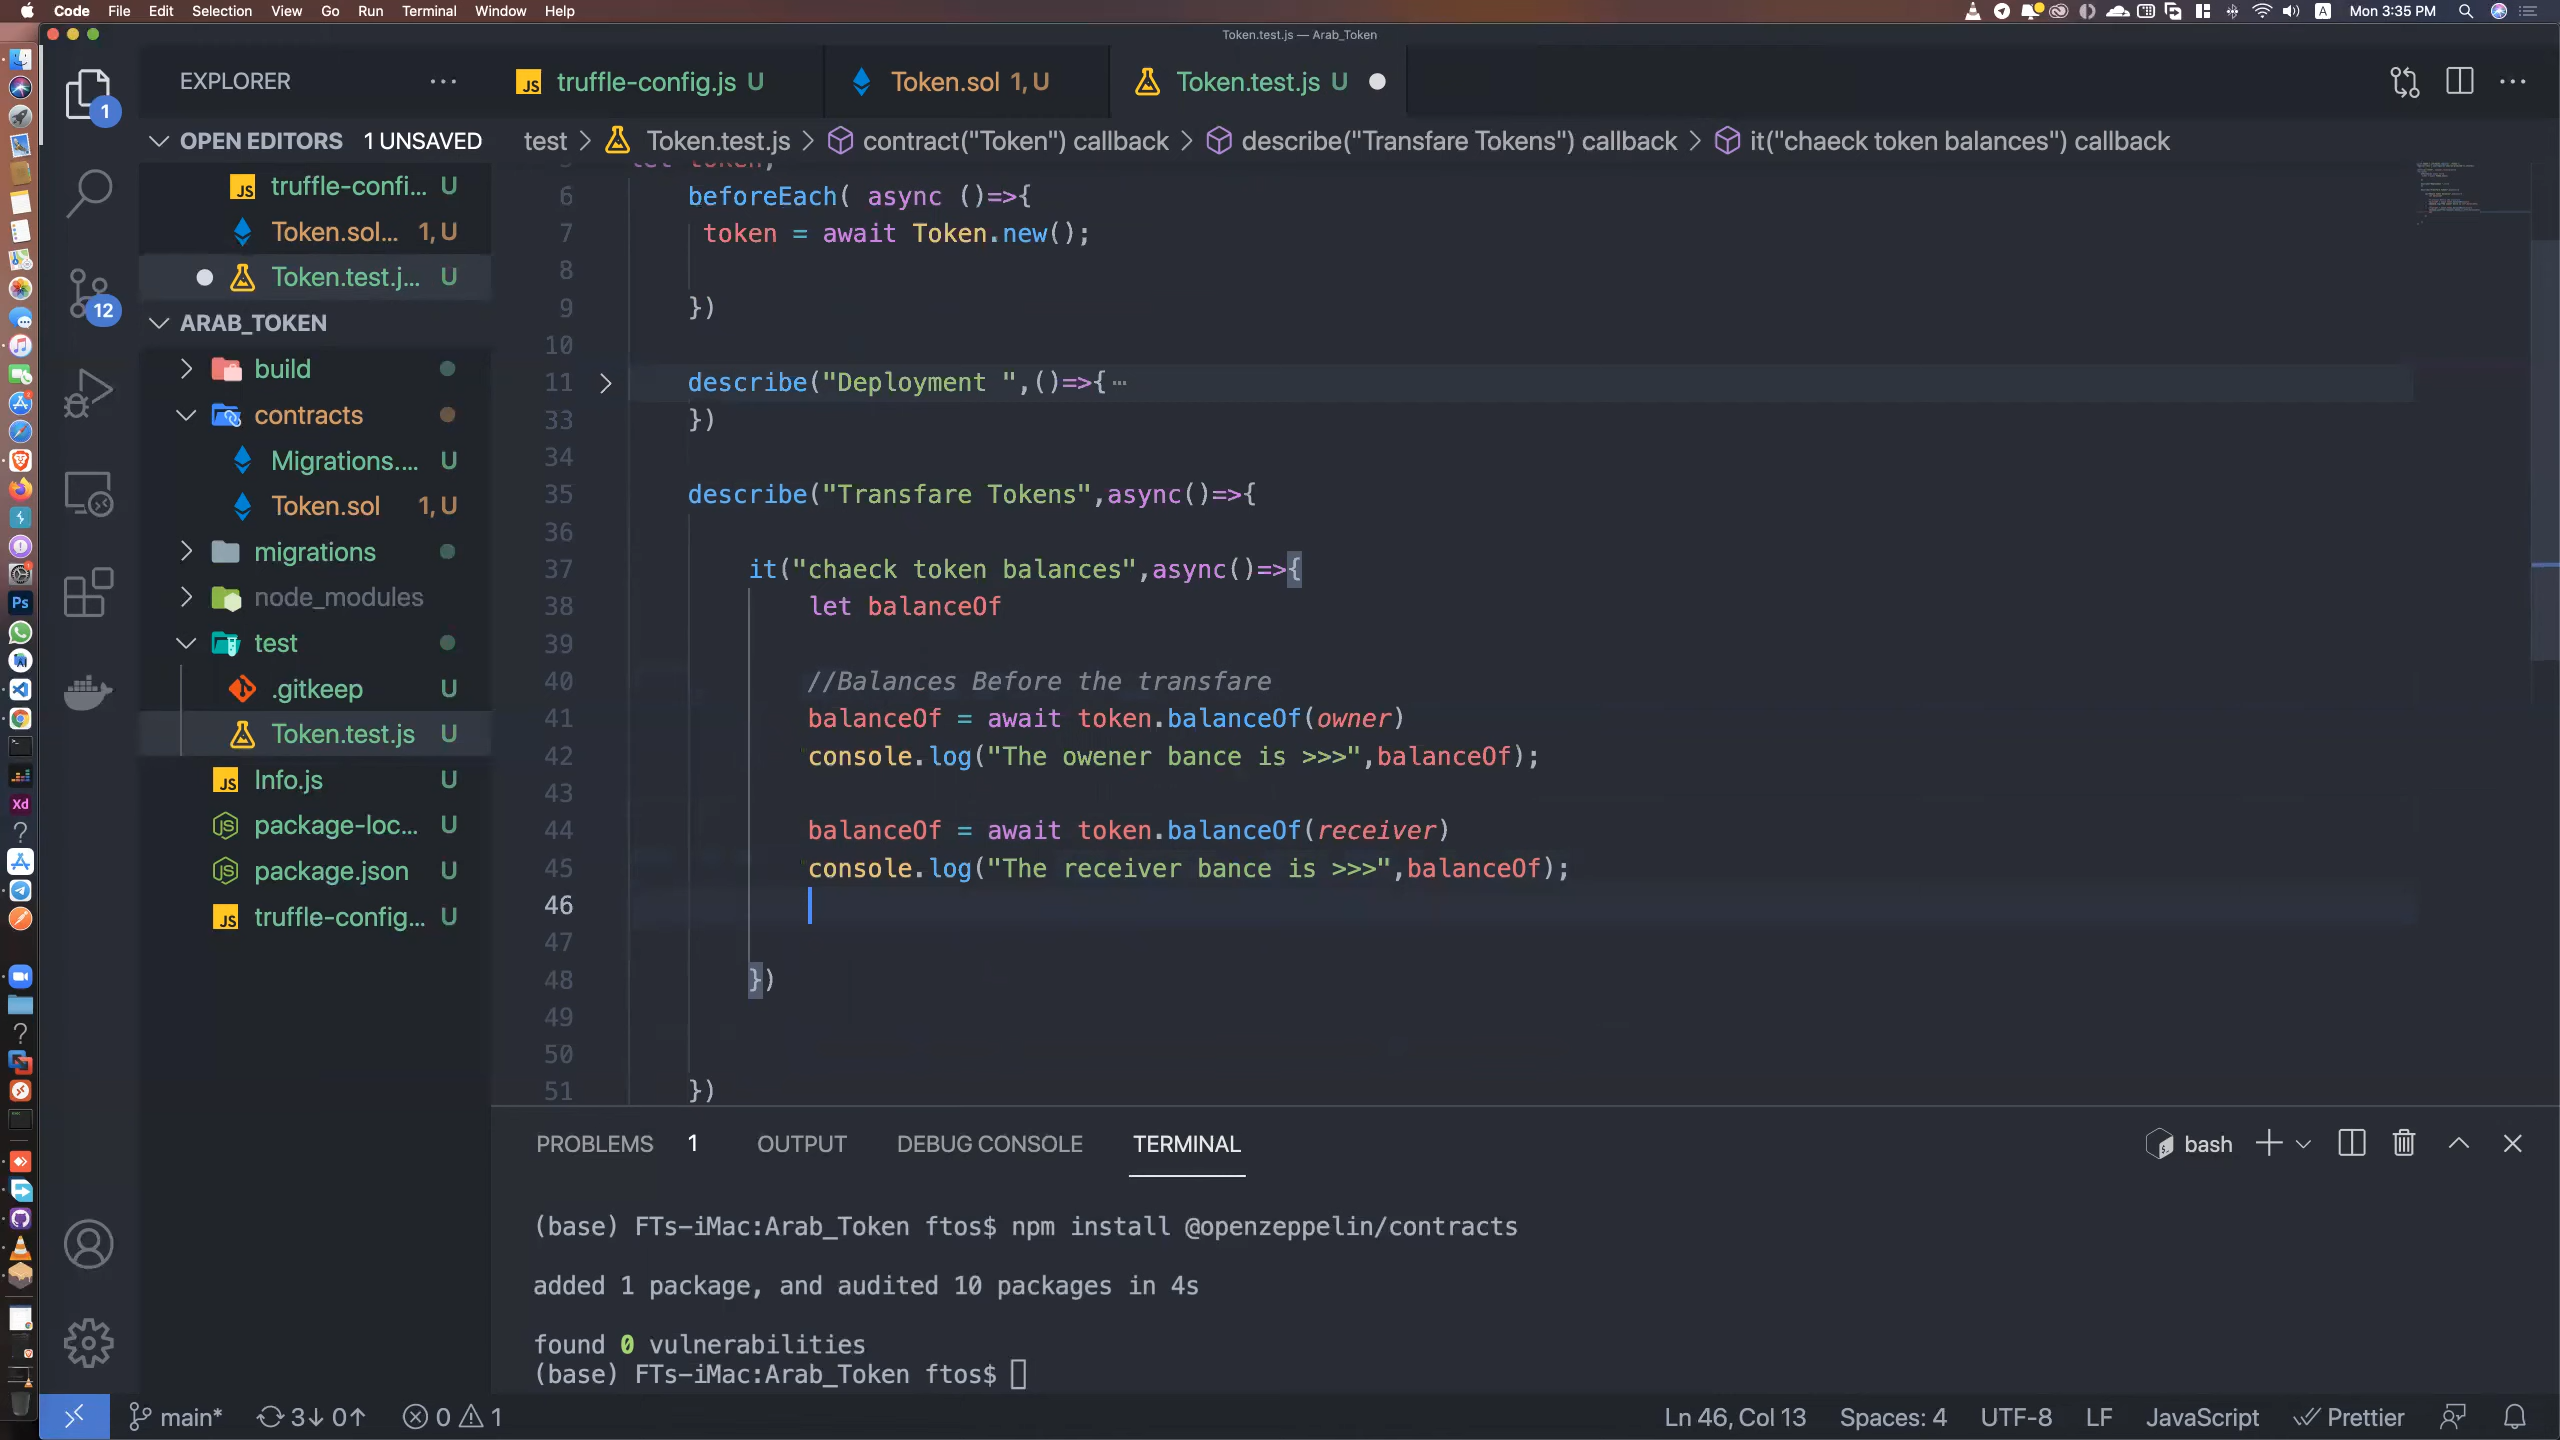 Code File Edit Selection View Go Run Terminal Window Help
A Mon 3:35 PM
Token.test.js — Arab_Token
EXPLORER
truffle-config.js U
Token.sol 1, U
Token.test.js U
OPEN EDITORS 1 UNSAVED
test > Token.test.js > contract("Token") callback > describe("Transfare Tokens") callback > it("chaeck token balances") callback
truffle-confi... U
Token.sol... 1, U
Token.test.j... U
ARAB_TOKEN
build
contracts
Migrations.... U
Token.sol 1, U
migrations
node_modules
test
.gitkeep U
Token.test.js U
Info.js U
package-loc... U
package.json U
truffle-config... U
1
12
Ps
Xd
5 let token;
6 beforeEach( async ()=>{
7 token = await Token.new();
8
9 })
10
11 describe("Deployment ",()=>{ ···
33 })
34
35 describe("Transfare Tokens",async()=>{
36
37 it("chaeck token balances",async()=>{
38 let balanceOf
39
40 //Balances Before the transfare
41 balanceOf = await token.balanceOf(owner)
42 console.log("The owener bance is >>>",balanceOf);
43
44 balanceOf = await token.balanceOf(receiver)
45 console.log("The receiver bance is >>>",balanceOf);
46
47
48 })
49
50
51 })
PROBLEMS 1 OUTPUT DEBUG CONSOLE TERMINAL
bash
(base) FTs-iMac:Arab_Token ftos$ npm install @openzeppelin/contracts
added 1 package, and audited 10 packages in 4s
found 0 vulnerabilities
(base) FTs-iMac:Arab_Token ftos$
main* 3↓ 0↑ 0 1
Ln 46, Col 13 Spaces: 4 UTF-8 LF JavaScript Prettier